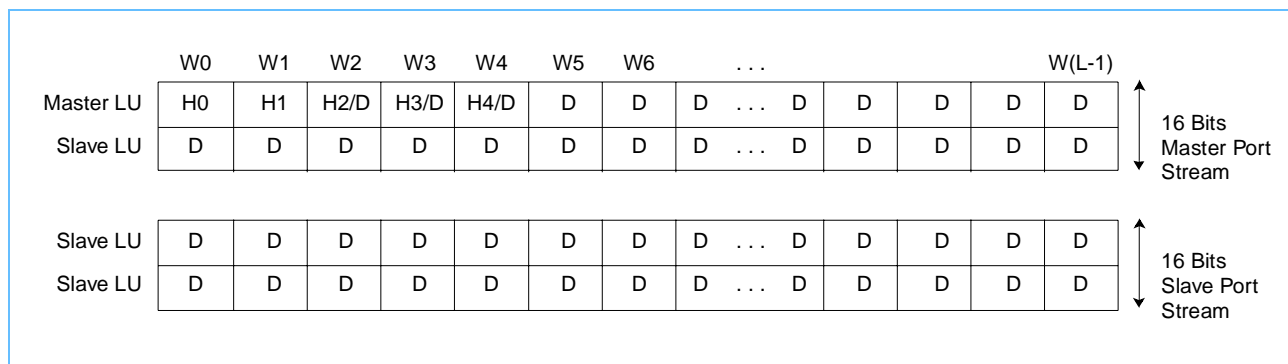 W0 W1 W2 W3 W4 W5 W6 . . . W(L-1)
Master LU H0 H1 H2/D H3/D H4/D D D D . . . D D D D D
Slave LU D D D D D D D D . . . D D D D D
16 Bits
Master Port
Stream
Slave LU D D D D D D D D . . . D D D D D
Slave LU D D D D D D D D . . . D D D D D
16 Bits
Slave Port
Stream